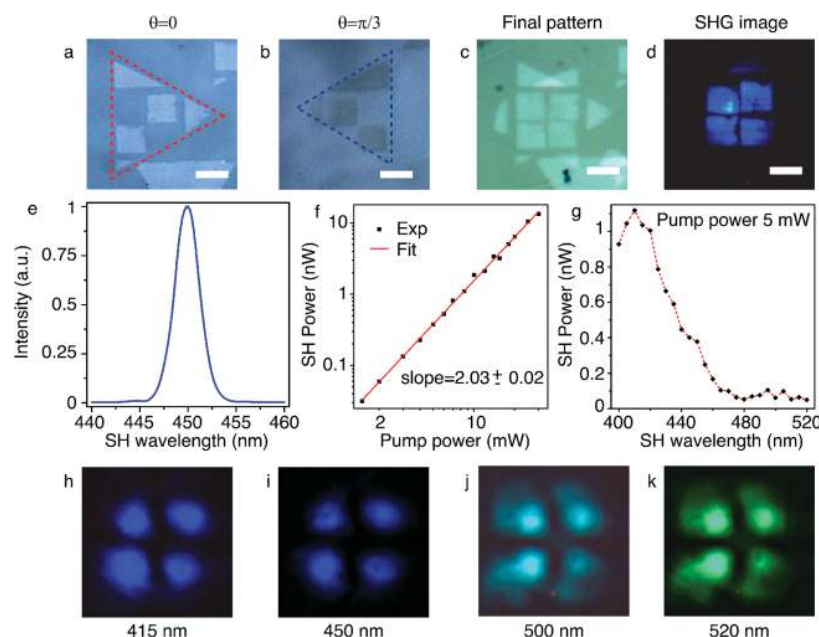 θ=0
θ=π/3
Final pattern
SHG image
a
b
c
d
e
1
0.75
0.5
0.25
0
Intensity (a.u.)
440
445
450
455
460
SH wavelength (nm)
f
10
1
0.1
SH Power (nW)
Exp
Fit
slope=2.03 ± 0.02
2
10
Pump power (mW)
g
Pump power 5 mW
1
0.8
0.6
0.4
0.2
0
SH Power (nW)
400
440
480
520
SH wavelength (nm)
h
i
j
k
415 nm
450 nm
500 nm
520 nm